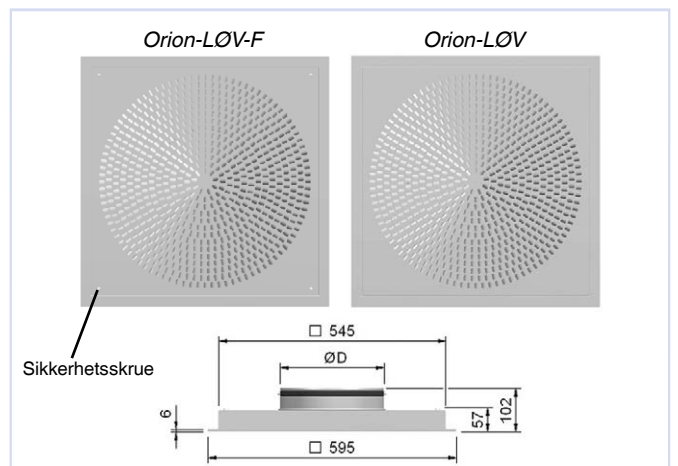 Orion-LØV-F
Orion-LØV
Sikkerhetsskrue
□ 545
ØD
6
57
102
□ 595